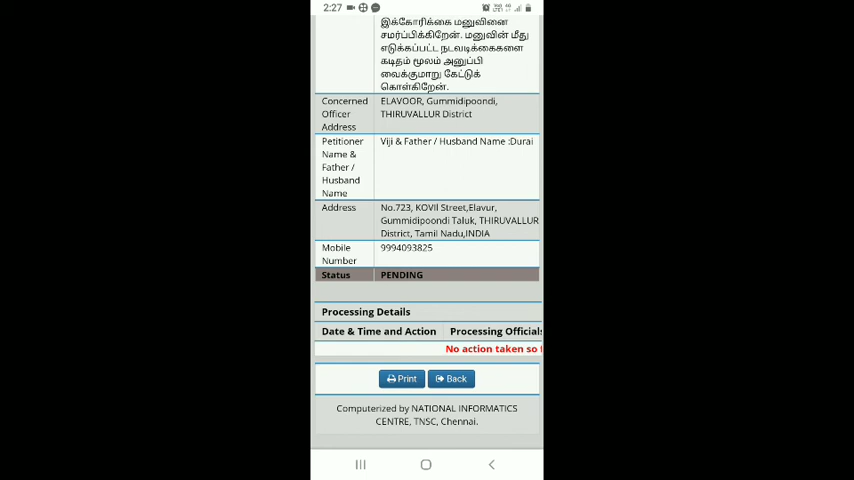 2:27
இக்கோரிக்கை மனுவினை
சமர்ப்பிக்கிறேன். மனுவின் மீது
எடுக்கப்பட்ட நடவடிக்கைகளை
கடிதம் மூலம் அனுப்பி
வைக்குமாறு கேட்டுக்
கொள்கிறேன்.
Concerned Officer Address
ELAVOOR, Gummidipoondi,
THIRUVALLUR District
Petitioner Name & Father / Husband Name
Viji & Father / Husband Name :Durai
Address
No.723, KOVIl Street,Elavur,
Gummidipoondi Taluk, THIRUVALLUR
District, Tamil Nadu,INDIA
Mobile Number
9994093825
Status PENDING
Processing Details
Date & Time and Action Processing Officials
No action taken so
Print Back
Computerized by NATIONAL INFORMATICS
CENTRE, TNSC, Chennai.